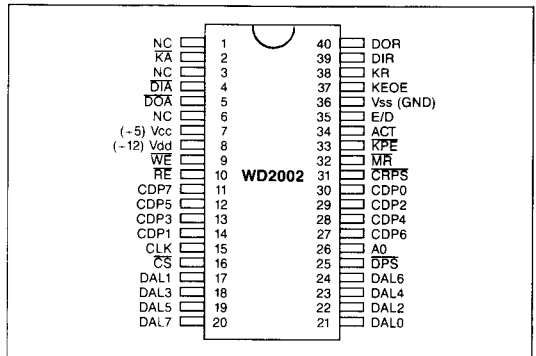 NC 1 40 DOR
KA 2 39 DIR
NC 3 38 KR
DIA 4 37 KEOE
DOA 5 36 Vss (GND)
NC 6 35 E/D
(+5) Vcc 7 34 ACT
(+12) Vdd 8 33 KPE
WE 9 32 MR
RE 10 WD2002 31 CRPS
CDP7 11 30 CDP0
CDP5 12 29 CDP2
CDP3 13 28 CDP4
CDP1 14 27 CDP6
CLK 15 26 A0
CS 16 25 DPS
DAL1 17 24 DAL6
DAL3 18 23 DAL4
DAL5 19 22 DAL2
DAL7 20 21 DAL0